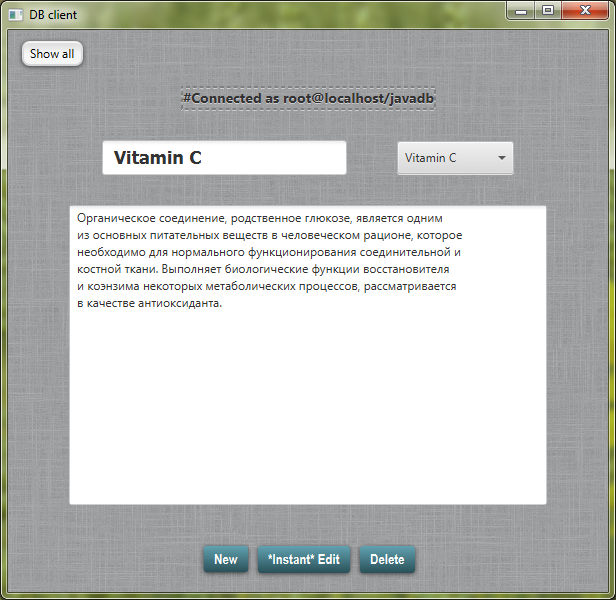 DB client
Show all
#Connected as root@localhost/javadb
Vitamin C
Vitamin C
Органическое соединение, родственное глюкозе, является одним
из основных питательных веществ в человеческом рационе, которое
необходимо для нормального функционирования соединительной и
костной ткани. Выполняет биологические функции восстановителя
и коэнзима некоторых метаболических процессов, рассматривается
в качестве антиоксиданта.
New
*Instant* Edit
Delete